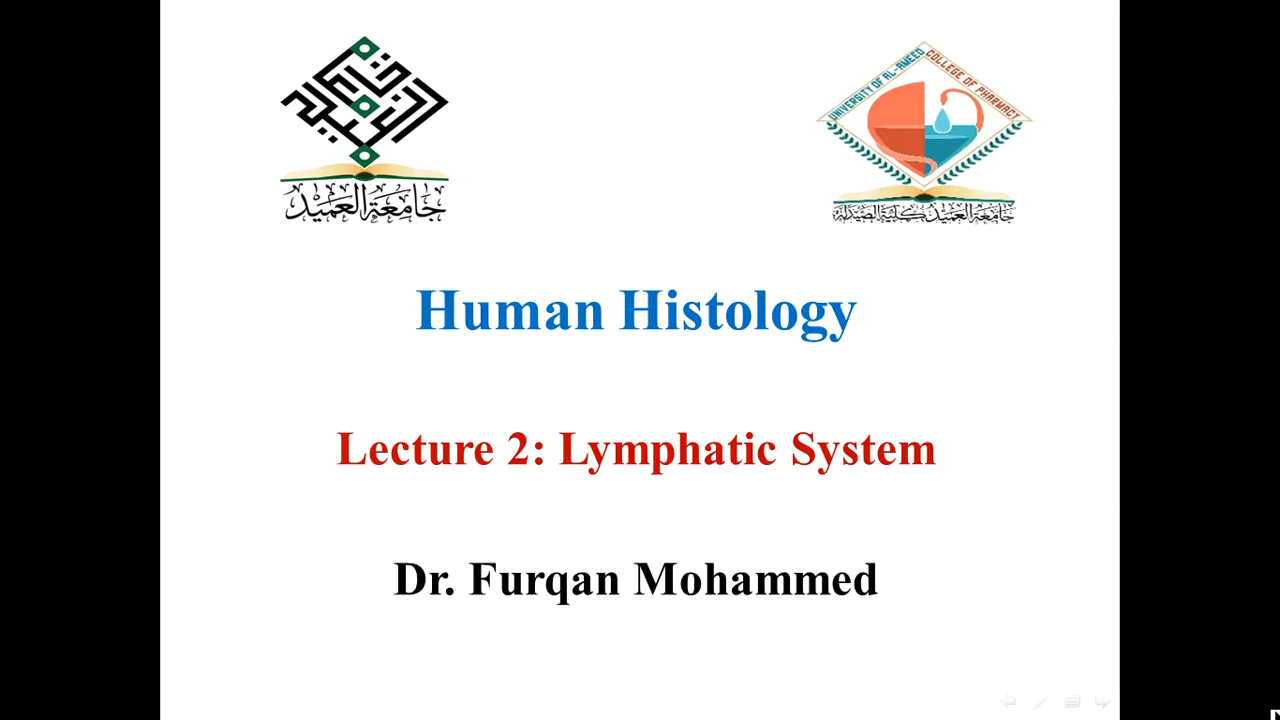 جامعة العميد
UNIVERSITY OF AL-AMEED
COLLEGE OF PHARMACY
جامعة العميد كلية الصيدلة
Human Histology
Lecture 2: Lymphatic System
Dr. Furqan Mohammed